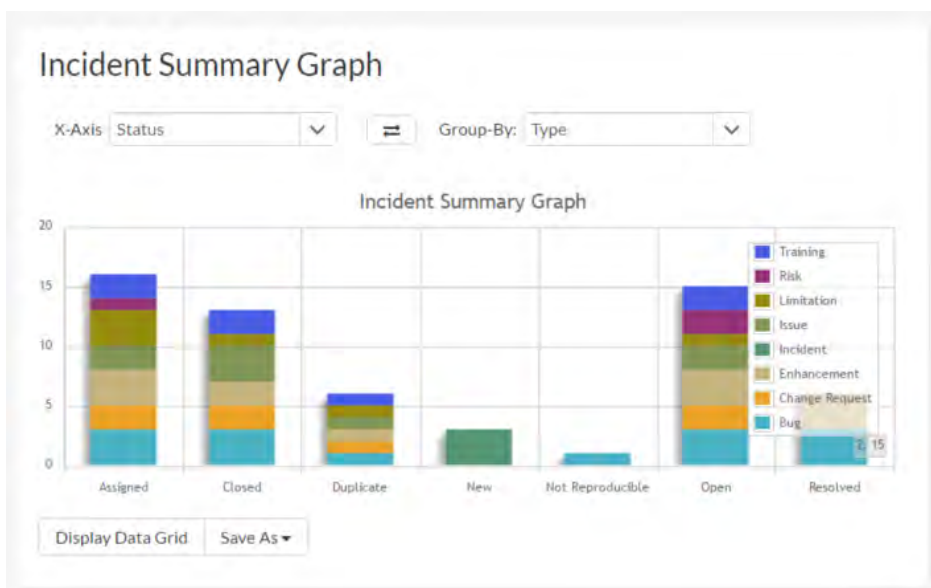 Incident Summary Graph
X-Axis Status Group-By: Type
Incident Summary Graph
20
15
10
5
0
Training
Risk
Limitation
Issue
Incident
Enhancement
Change Request
Bug
15
Assigned Closed Duplicate New Not Reproducible Open Resolved
Display Data Grid Save As